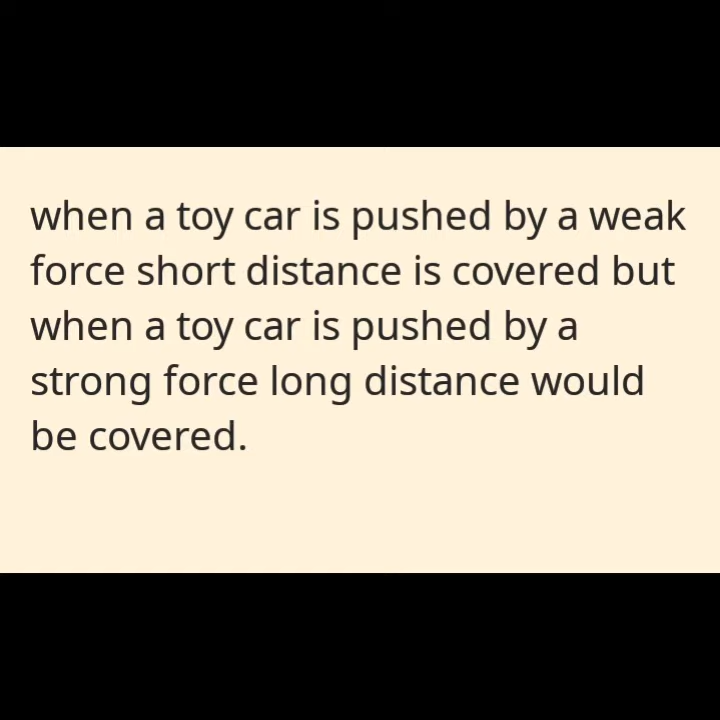 when a toy car is pushed by a weak
force short distance is covered but
when a toy car is pushed by a
strong force long distance would
be covered.